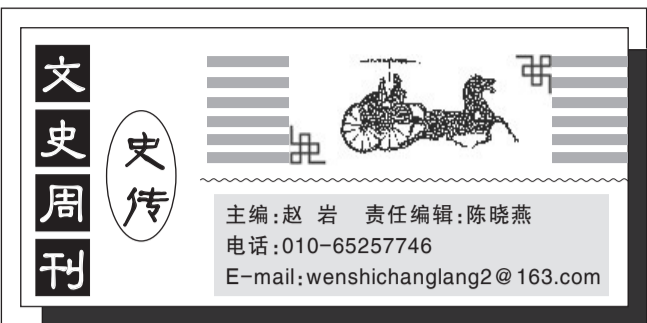 文史周刊
史传
主编:赵 岩 责任编辑:陈晓燕
电话:010-65257746
E-mail:wenshichanglang2@163.com